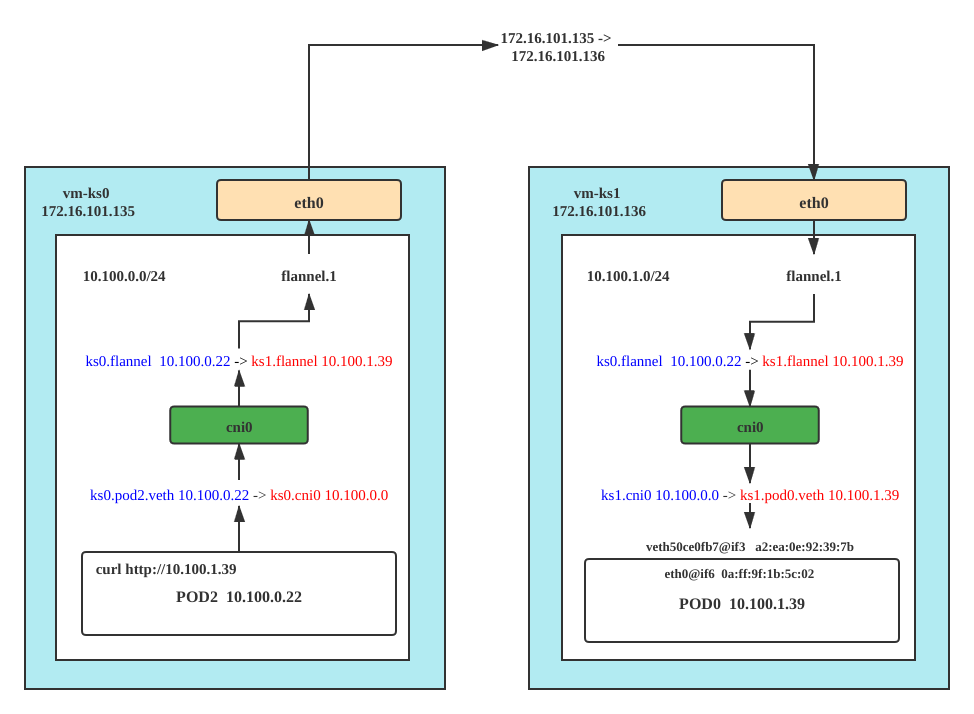 172.16.101.135 ->
172.16.101.136
vm-ks0
172.16.101.135
eth0
10.100.0.0/24
flannel.1
ks0.flannel 10.100.0.22 -> ks1.flannel 10.100.1.39
cni0
ks0.pod2.veth 10.100.0.22 -> ks0.cni0 10.100.0.0
curl http://10.100.1.39
POD2 10.100.0.22
vm-ks1
172.16.101.136
eth0
10.100.1.0/24
flannel.1
ks0.flannel 10.100.0.22 -> ks1.flannel 10.100.1.39
cni0
ks1.cni0 10.100.0.0 -> ks1.pod0.veth 10.100.1.39
veth50ce0fb7@if3 a2:ea:0e:92:39:7b
eth0@if6 0a:ff:9f:1b:5c:02
POD0 10.100.1.39